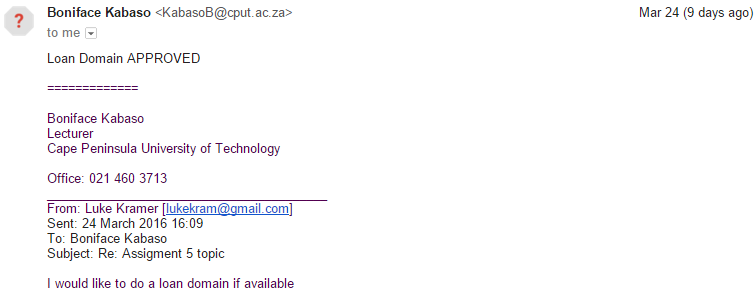 Boniface Kabaso <KabasoB@cput.ac.za> Mar 24 (9 days ago)
to me
Loan Domain APPROVED
=============
Boniface Kabaso
Lecturer
Cape Peninsula University of Technology
Office: 021 460 3713
________________________________________
From: Luke Kramer [lukekram@gmail.com]
Sent: 24 March 2016 16:09
To: Boniface Kabaso
Subject: Re: Assigment 5 topic
I would like to do a loan domain if available